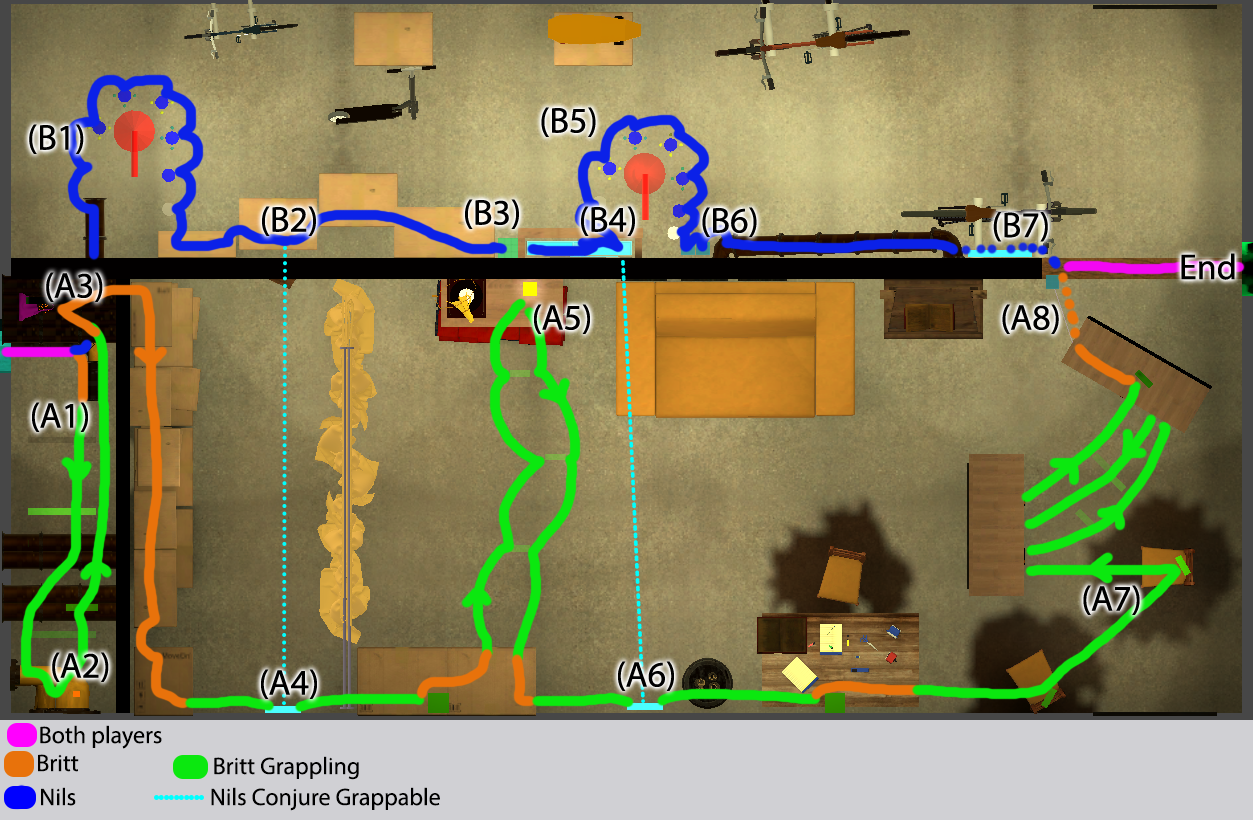 (B1)
(B5)
(B2)
(B3)
(B4)
(B6)
(B7)
End
(A3)
(A5)
(A8)
(A1)
(A7)
(A2)
(A4)
(A6)
Both players
Britt
Britt Grappling
Nils
Nils Conjure Grappable